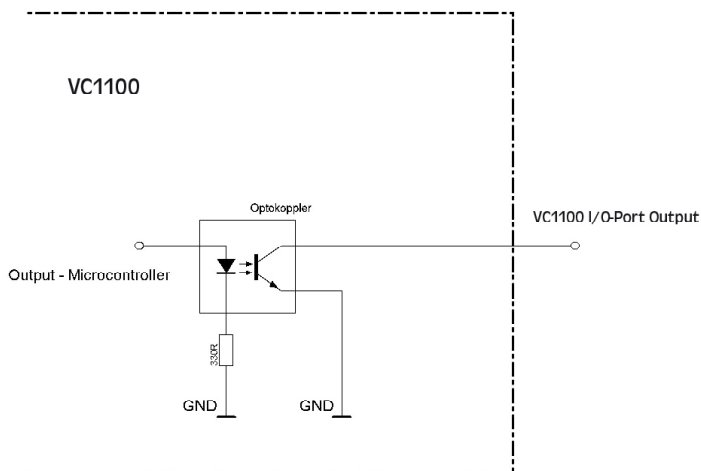 VC1100
Optokoppler
VC1100 I/O-Port Output
Output - Microcontroller
330R
GND
GND